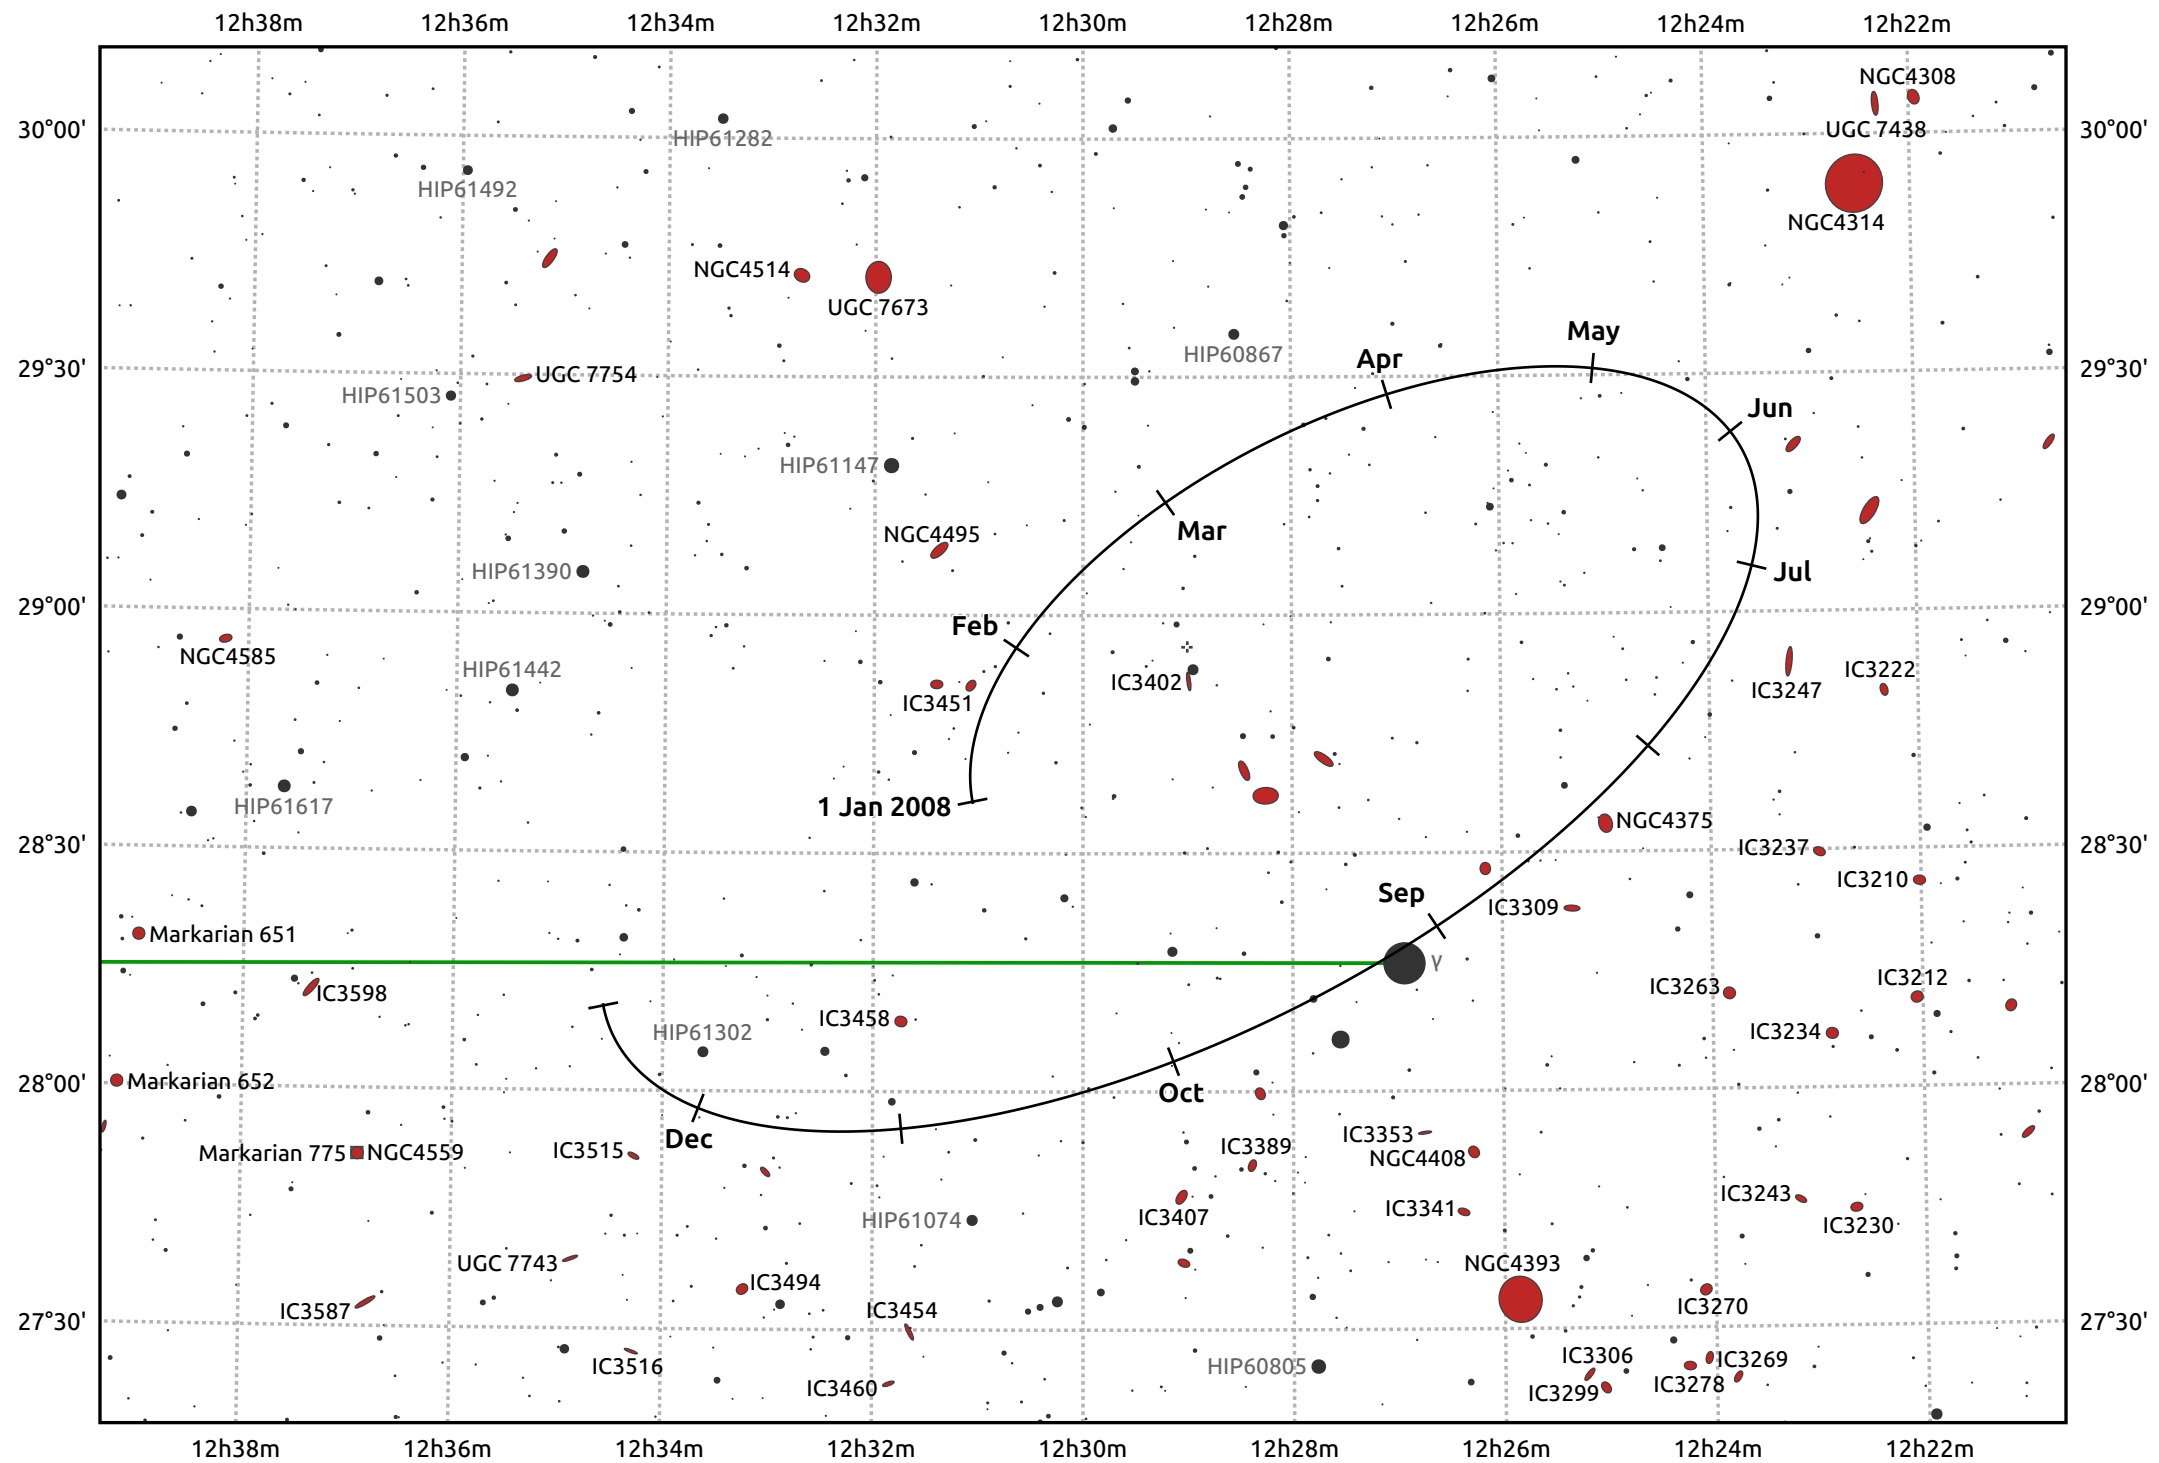 12h38m 12h36m 12h34m 12h32m 12h30m 12h28m 12h26m 12h24m 12h22m
NGC4308
30°00' UGC 7438 30°00'
HIP61282
HIP61492
NGC4314
NGC4514
UGC 7673
May
HIP60867 Apr
29°30' 29°30'
UGC 7754
HIP61503
Jun
HIP61147
Mar
NGC4495
HIP61390 Jul
29°00' 29°00'
Feb
NGC4585
HIP61442 IC3222
IC3402 IC3247
IC3451
HIP61617 1 Jan 2008
NGC4375
28°30' IC3237 28°30'
IC3210
Sep
IC3309
Markarian 651
γ
IC3212
IC3598 IC3263
IC3458
HIP61302 IC3234
28°00' Markarian 652 28°00'
Oct
IC3353
Dec
IC3389
Markarian 775 NGC4559 IC3515 NGC4408
IC3243
IC3341
IC3407
HIP61074 IC3230
UGC 7743 NGC4393
IC3494
IC3587 IC3454 IC3270
27°30' 27°30'
IC3306
IC3516 HIP60805 IC3269
IC3460 IC3278
IC3299
12h38m 12h36m 12h34m 12h32m 12h30m 12h28m 12h26m 12h24m 12h22m